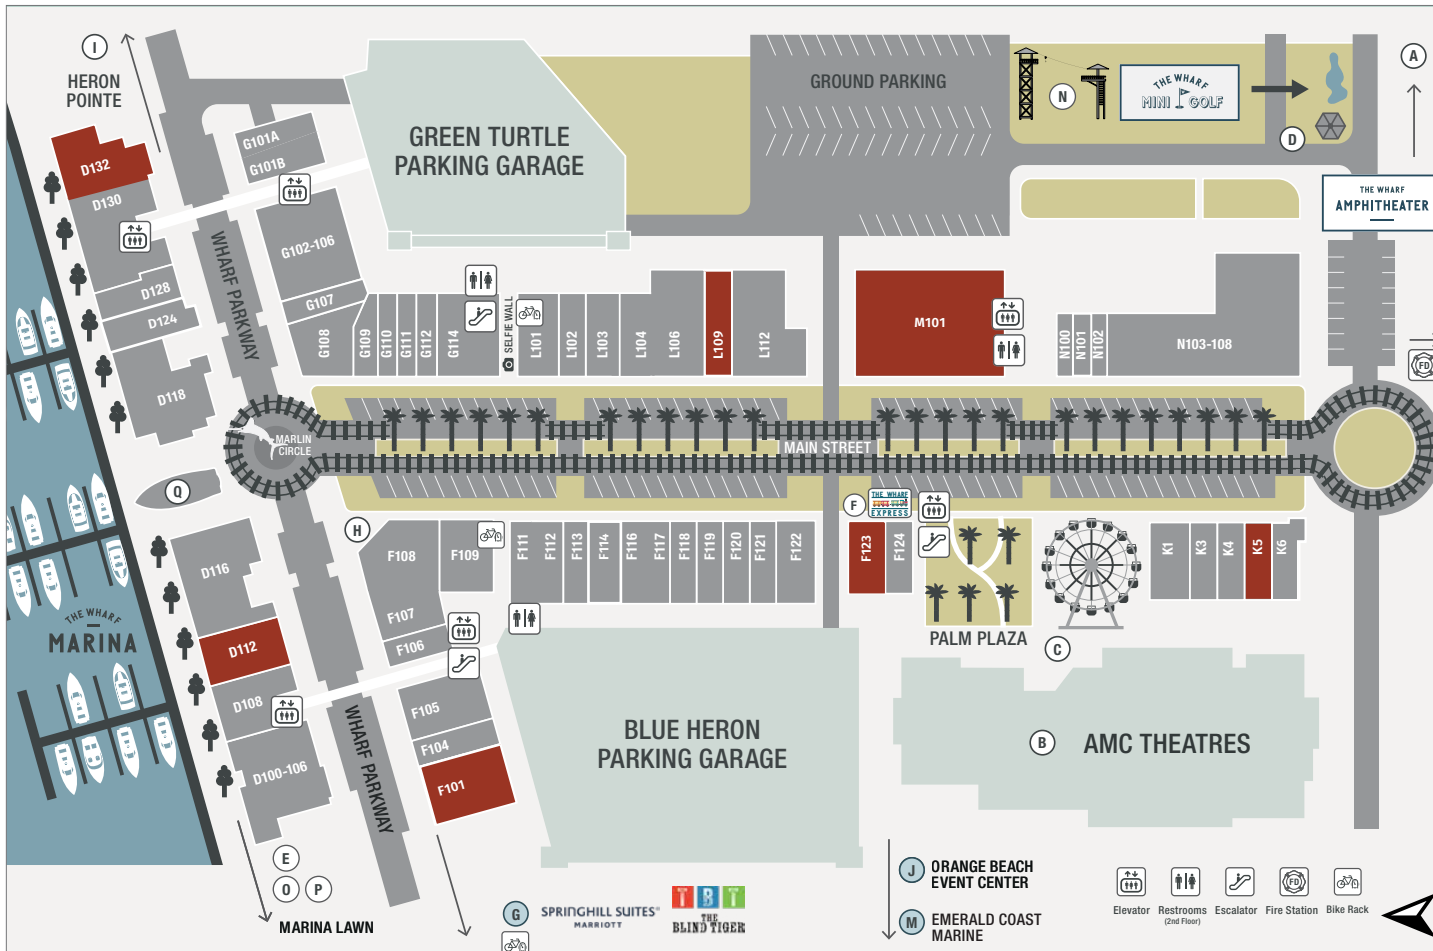 I
HERON
POINTE
GREEN TURTLE
PARKING GARAGE
GROUND PARKING
N
THE WHARF
MINI GOLF
D
A
THE WHARF
AMPHITHEATER
D132
D130
D128
D124
D118
G101A
G101B
G102-106
G107
G108
G109
G110
G111
G112
G114
SELFIE WALL
L101
L102
L103
L104
L106
L109
L112
M101
N100
N101
N102
N103-108
FD
WHARF PARKWAY
MARLIN
CIRCLE
MAIN STREET
Q
H
F
THE WHARF
EXPRESS
F108
F109
F111
F112
F113
F114
F116
F117
F118
F119
F120
F121
F122
F123
F124
K1
K3
K4
K5
K6
D116
D112
D108
D100-106
F107
F106
F105
F104
F101
THE WHARF
MARINA
WHARF PARKWAY
PALM PLAZA
C
BLUE HERON
PARKING GARAGE
B
AMC THEATRES
E
O
P
MARINA LAWN
G
SPRINGHILL SUITES®
MARRIOTT
TBT
THE
BLIND TIGER
J
ORANGE BEACH
EVENT CENTER
M
EMERALD COAST
MARINE
FD
Elevator
Restrooms
(2nd Floor)
Escalator
Fire Station
Bike Rack